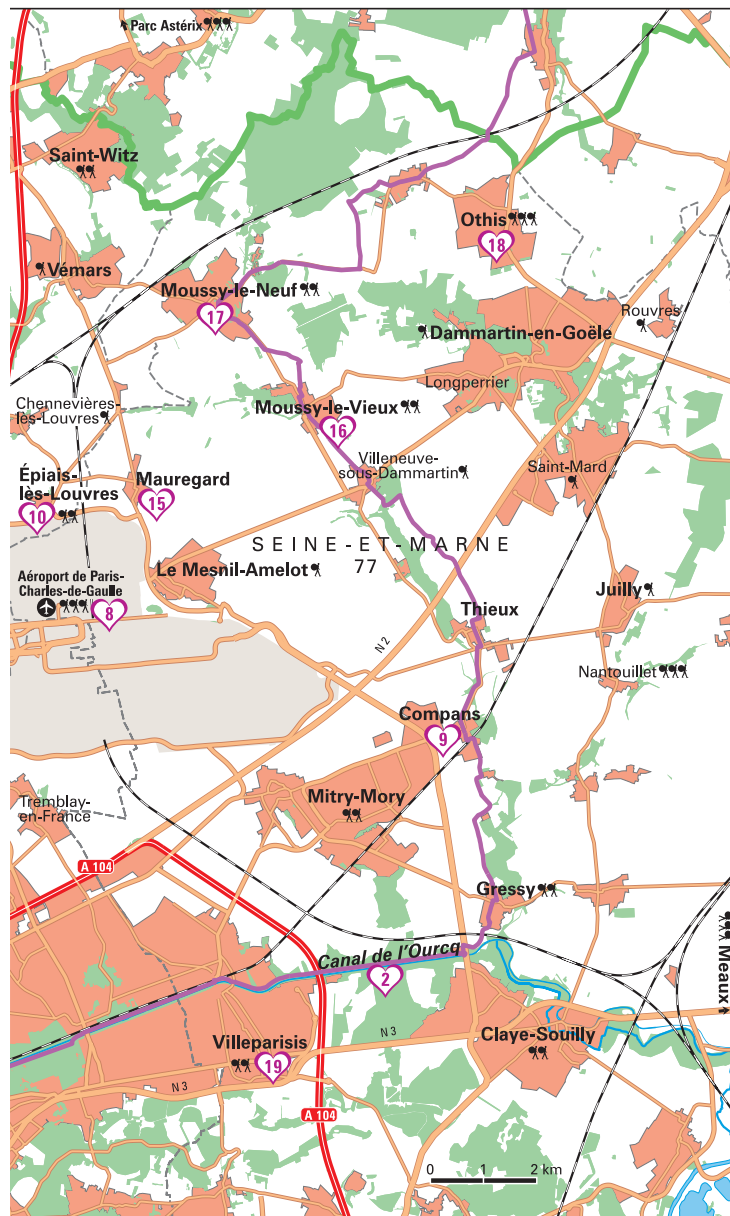 Parc Astérix
Saint-Witz
Othis
18
Vémars
Moussy-le-Neuf
17
Rouvres
Dammartin-en-Goële
Longperrier
Chennevières-
lès-Louvres
Moussy-le-Vieux
16
Villeneuve-
sous-Dammartin
Saint-Mard
Épiais-
lès-Louvres
10
Mauregard
15
SEINE-ET-MARNE
77
Le Mesnil-Amelot
Aéroport de Paris-
Charles-de-Gaulle
8
Juilly
Thieux
N 2
Nantouillet
Compans
9
Mitry-Mory
Tremblay-
en-France
A 104
Gressy
Canal de l'Ourcq
2
Meaux
N 3
Villeparisis
19
Claye-Souilly
N 3
A 104
0 1 2 km